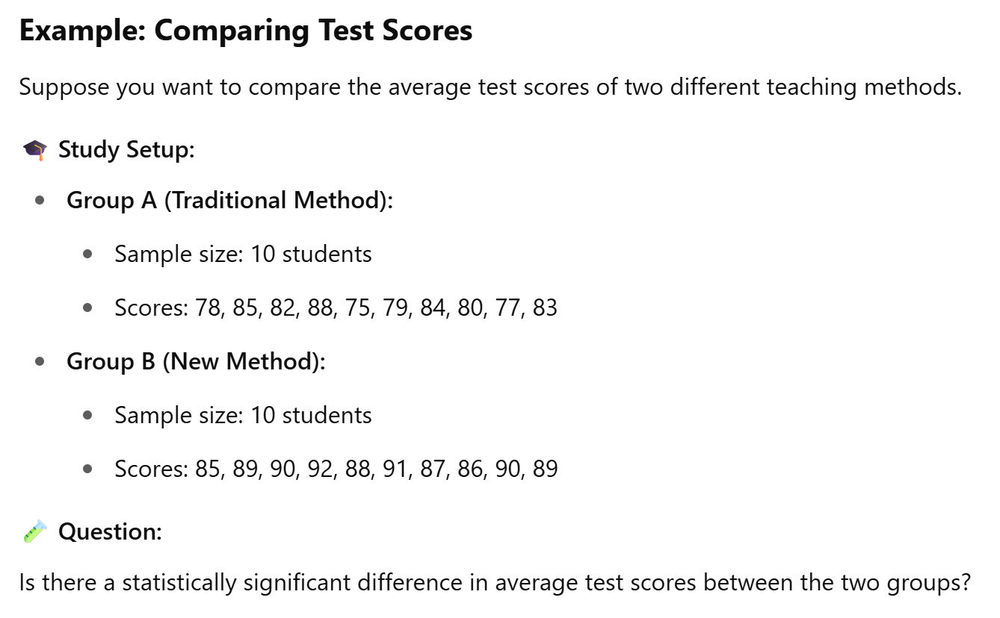 Example: Comparing Test Scores
Suppose you want to compare the average test scores of two different teaching methods.
🎓 Study Setup:
• Group A (Traditional Method):
• Sample size: 10 students
• Scores: 78, 85, 82, 88, 75, 79, 84, 80, 77, 83
• Group B (New Method):
• Sample size: 10 students
• Scores: 85, 89, 90, 92, 88, 91, 87, 86, 90, 89
🧪 Question:
Is there a statistically significant difference in average test scores between the two groups?